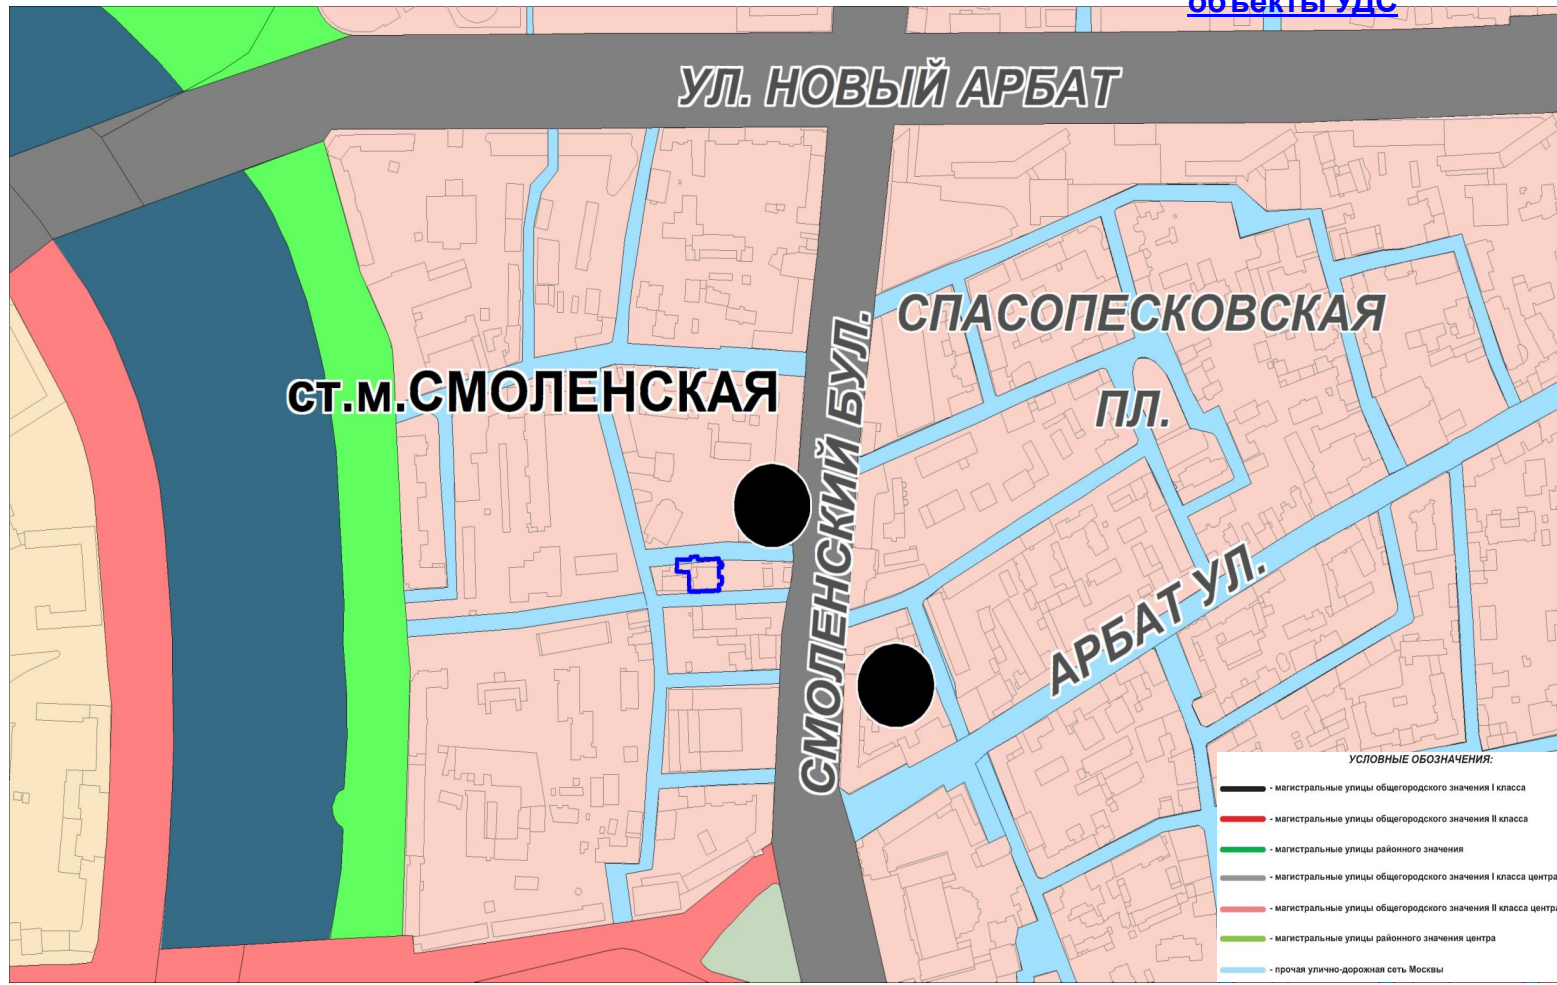 объекты УДС
УЛ. НОВЫЙ АРБАТ
СПАСОПЕСКОВСКАЯ
ПЛ.
ст.м.СМОЛЕНСКАЯ
СМОЛЕНСКИЙ БУЛ.
АРБАТ УЛ.
УСЛОВНЫЕ ОБОЗНАЧЕНИЯ:
- магистральные улицы общегородского значения I класса
- магистральные улицы общегородского значения II класса
- магистральные улицы районного значения
- магистральные улицы общегородского значения I класса центра
- магистральные улицы общегородского значения II класса центра
- магистральные улицы районного значения центра
- прочая улично-дорожная сеть Москвы